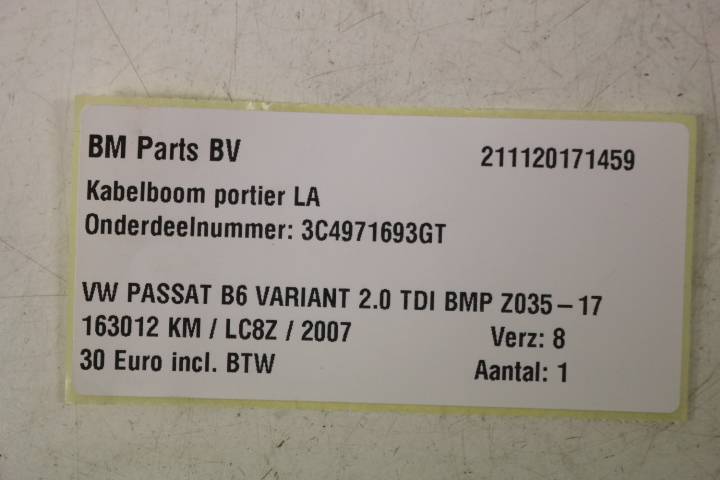 BM Parts BV 211120171459
Kabelboom portier LA
Onderdeelnummer: 3C4971693GT
VW PASSAT B6 VARIANT 2.0 TDI BMP Z035-17
163012 KM / LC8Z / 2007 Verz: 8
30 Euro incl. BTW Aantal: 1